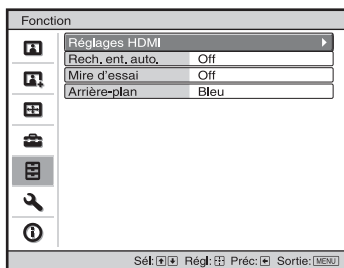 Fonction
Réglages HDMI
Rech. ent. auto. Off
Mire d'essai Off
Arrière-plan Bleu
Sél: Régl: Préc: Sortie: MENU